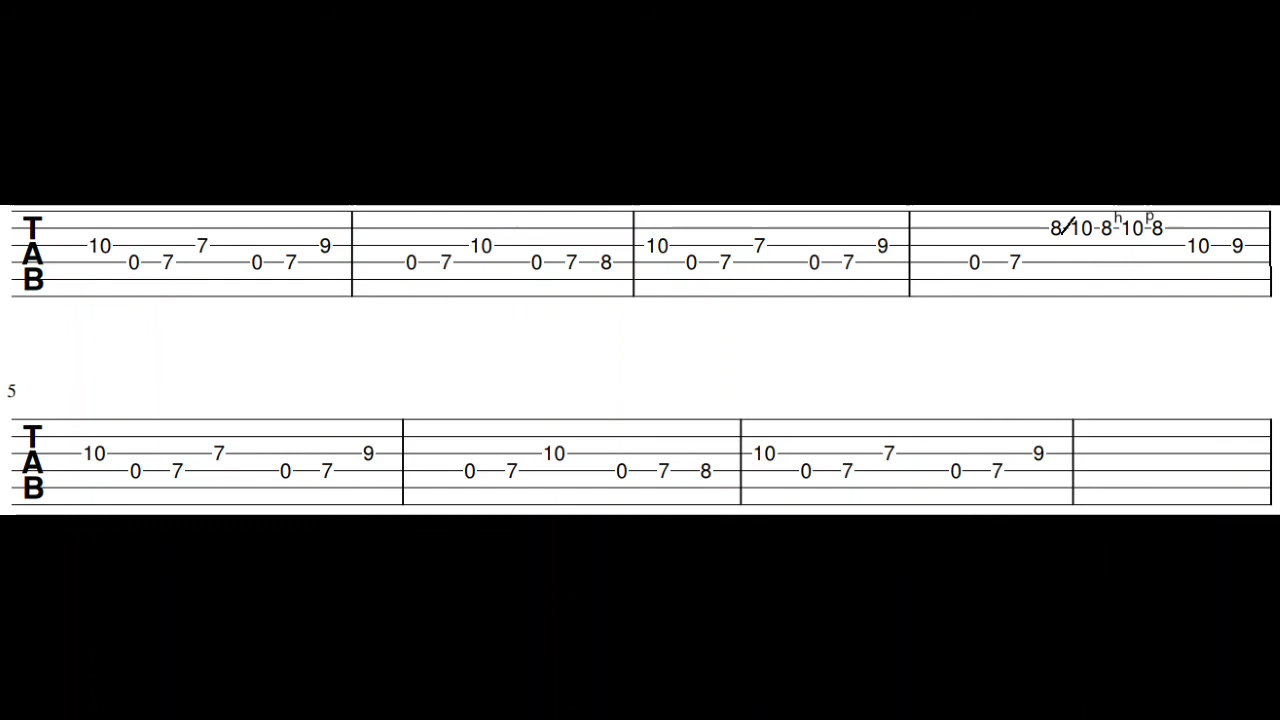 h p
T 8/10-8-10-8
A 10 7 9 10 10 7 9 10 9
B 0 7 0 7 0 7 0 7 8 0 7 0 7 0 7
5
T
A 10 7 9 10 10 7 9
B 0 7 0 7 0 7 0 7 8 0 7 0 7